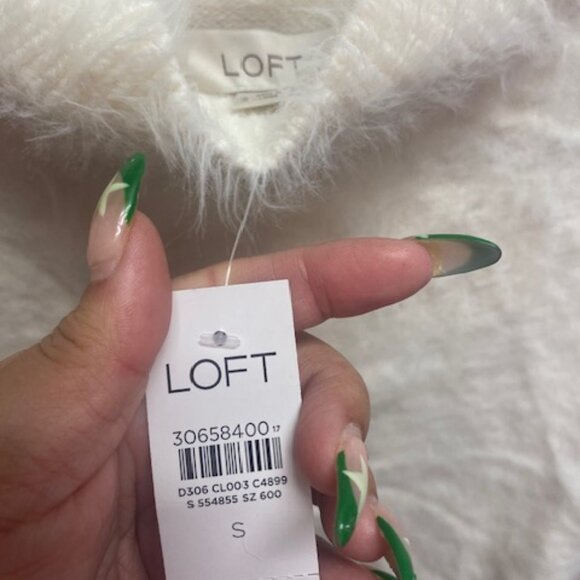 LOFT
LOFT
30658400 17
D306 CL003 C4899
S 554855 SZ 600
S